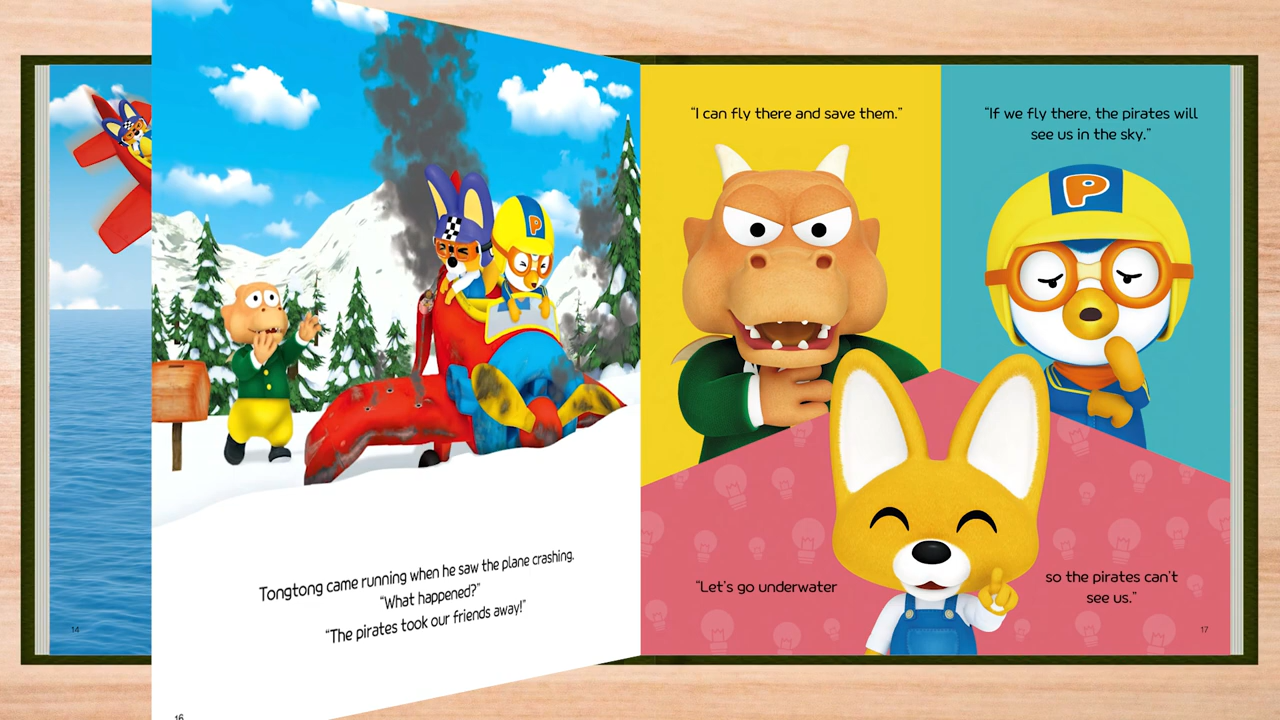 14
Tongtong came running when he saw the plane crashing.
“What happened?”
“The pirates took our friends away!”
16
“I can fly there and save them.”
“If we fly there, the pirates will
see us in the sky.”
P
P
“Let’s go underwater
so the pirates can’t
see us.”
17